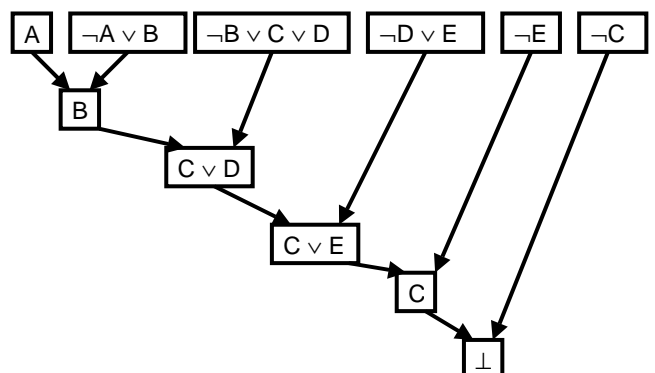 A ¬A ∨ B ¬B ∨ C ∨ D ¬D ∨ E ¬E ¬C
B
C ∨ D
C ∨ E
C
⊥